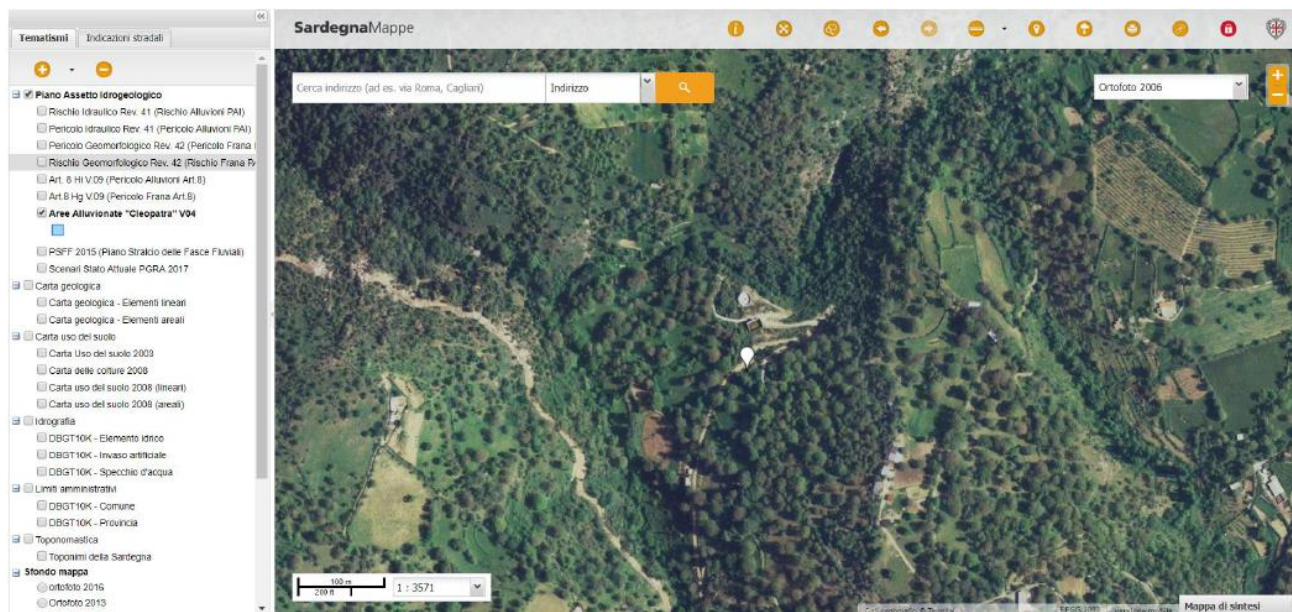 Tematismi
Indicazioni stradali
Piano Assetto Idrogeologico
Rischio Idraulico Rev. 41 (Rischio Alluvioni PAI)
Pericolo Idraulico Rev. 41 (Pericolo Alluvioni PAI)
Pericolo Geomorfologico Rev. 42 (Pericolo Frana
Rischio Geomorfologico Rev. 42 (Rischio Frana PA
Art. 8 Hi V.09 (Pericolo Alluvioni Art.8)
Art.8 Hg V.09 (Pericolo Frana Art.8)
Aree Alluvionate "Cleopatra" V04
PSFF 2015 (Piano Stralcio delle Fasce Fluviali)
Scenari Stato Attuale PGRA 2017
Carta geologica
Carta geologica - Elementi lineari
Carta geologica - Elementi areali
Carta uso del suolo
Carta Uso del suolo 2003
Carta delle colture 2008
Carta uso del suolo 2008 (lineari)
Carta uso del suolo 2008 (areali)
Idrografia
DBGT10K - Elemento idrico
DBGT10K - Invaso artificiale
DBGT10K - Specchio d'acqua
Limiti amministrativi
DBGT10K - Comune
DBGT10K - Provincia
Toponomastica
Toponimi della Sardegna
Sfondo mappa
ortofoto 2016
Ortofoto 2013
SardegnaMappe
Cerca indirizzo (ad es. via Roma, Cagliari) Indirizzo
Ortofoto 2006
100 m
200 ft
1 : 3571
Mappa di sintesi